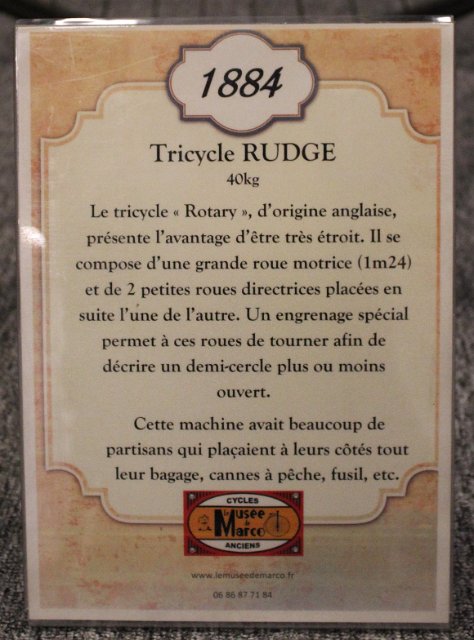 1884
Tricycle RUDGE
40kg
Le tricycle « Rotary », d'origine anglaise,
présente l'avantage d'être très étroit. Il se
compose d'une grande roue motrice (1m24)
et de 2 petites roues directrices placées en
suite l'une de l'autre. Un engrenage spécial
permet à ces roues de tourner afin de
décrire un demi-cercle plus ou moins
ouvert.
Cette machine avait beaucoup de
partisans qui plaçaient à leurs côtés tout
leur bagage, cannes à pêche, fusil, etc.
CYCLES
le Musée
de Marco
ANCIENS
www.lemuseedemarco.fr
06 86 87 71 84